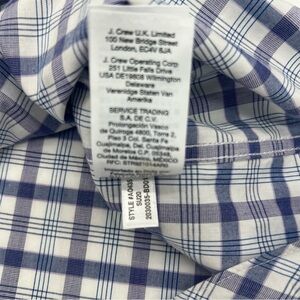 J. Crew U.K. Limited
100 New Bridge Street
London, EC4V 6JA
J. Crew Operating Corp
251 Little Falls Drive
USA DE19808 Wilmington
Delaware
Verenigde Staten Van
Amerika
SERVICE TRADING
S.A. DE C.V.
Prolongación Vasco
de Quiroga 4800, Torre 2,
Piso 3 Col. Santa Fe
Cuajimalpa, Del. Cuajimalpa
de Morelos C.P. 05348
Ciudad de México, MÉXICO
RFC:
STYLE
SU20